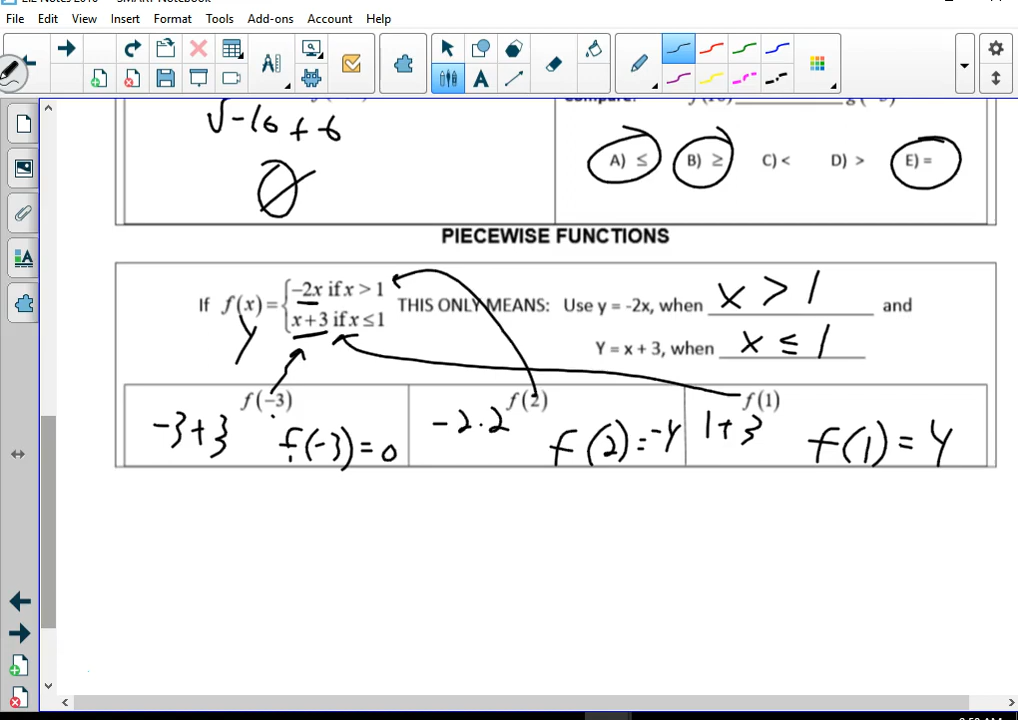 File Edit View Insert Format Tools Add-ons Account Help
√-16 + 6
∅
A) ≤ B) ≥ C) < D) > E) =
PIECEWISE FUNCTIONS
If f(x) = { -2x if x > 1
x+3 if x ≤ 1
y
THIS ONLY MEANS: Use y = -2x, when x > 1 and
Y = x + 3, when x ≤ 1
f(-3) f(2) f(1)
-3+3 f(-3)=0 -2.2 f(2)=-4 1+3 f(1)=4